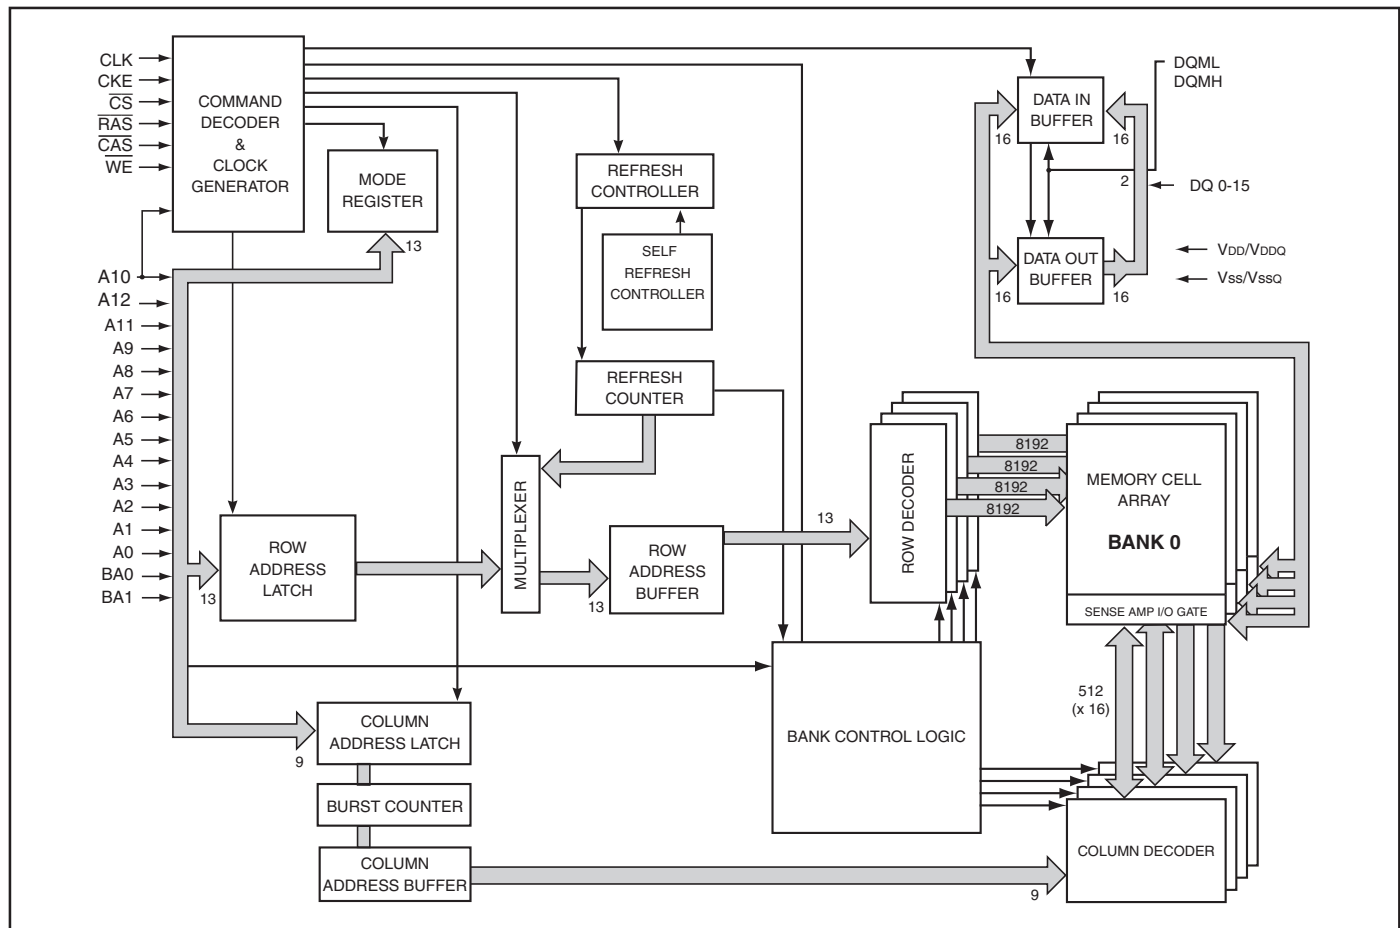 CLK
CKE
CS
RAS
CAS
WE
A10
A12
A11
A9
A8
A7
A6
A5
A4
A3
A2
A1
A0
BA0
BA1
COMMAND
DECODER
&
CLOCK
GENERATOR
MODE
REGISTER
13
REFRESH
CONTROLLER
SELF
REFRESH
CONTROLLER
REFRESH
COUNTER
DATA IN
BUFFER
16
16
DQML
DQMH
2
DQ 0-15
DATA OUT
BUFFER
16
16
VDD/VDDQ
Vss/VssQ
13
ROW
ADDRESS
LATCH
MULTIPLEXER
13
ROW
ADDRESS
BUFFER
13
ROW DECODER
8192
8192
8192
8192
MEMORY CELL
ARRAY
BANK 0
SENSE AMP I/O GATE
512
(x 16)
BANK CONTROL LOGIC
9
COLUMN
ADDRESS LATCH
BURST COUNTER
COLUMN
ADDRESS BUFFER
9
COLUMN DECODER